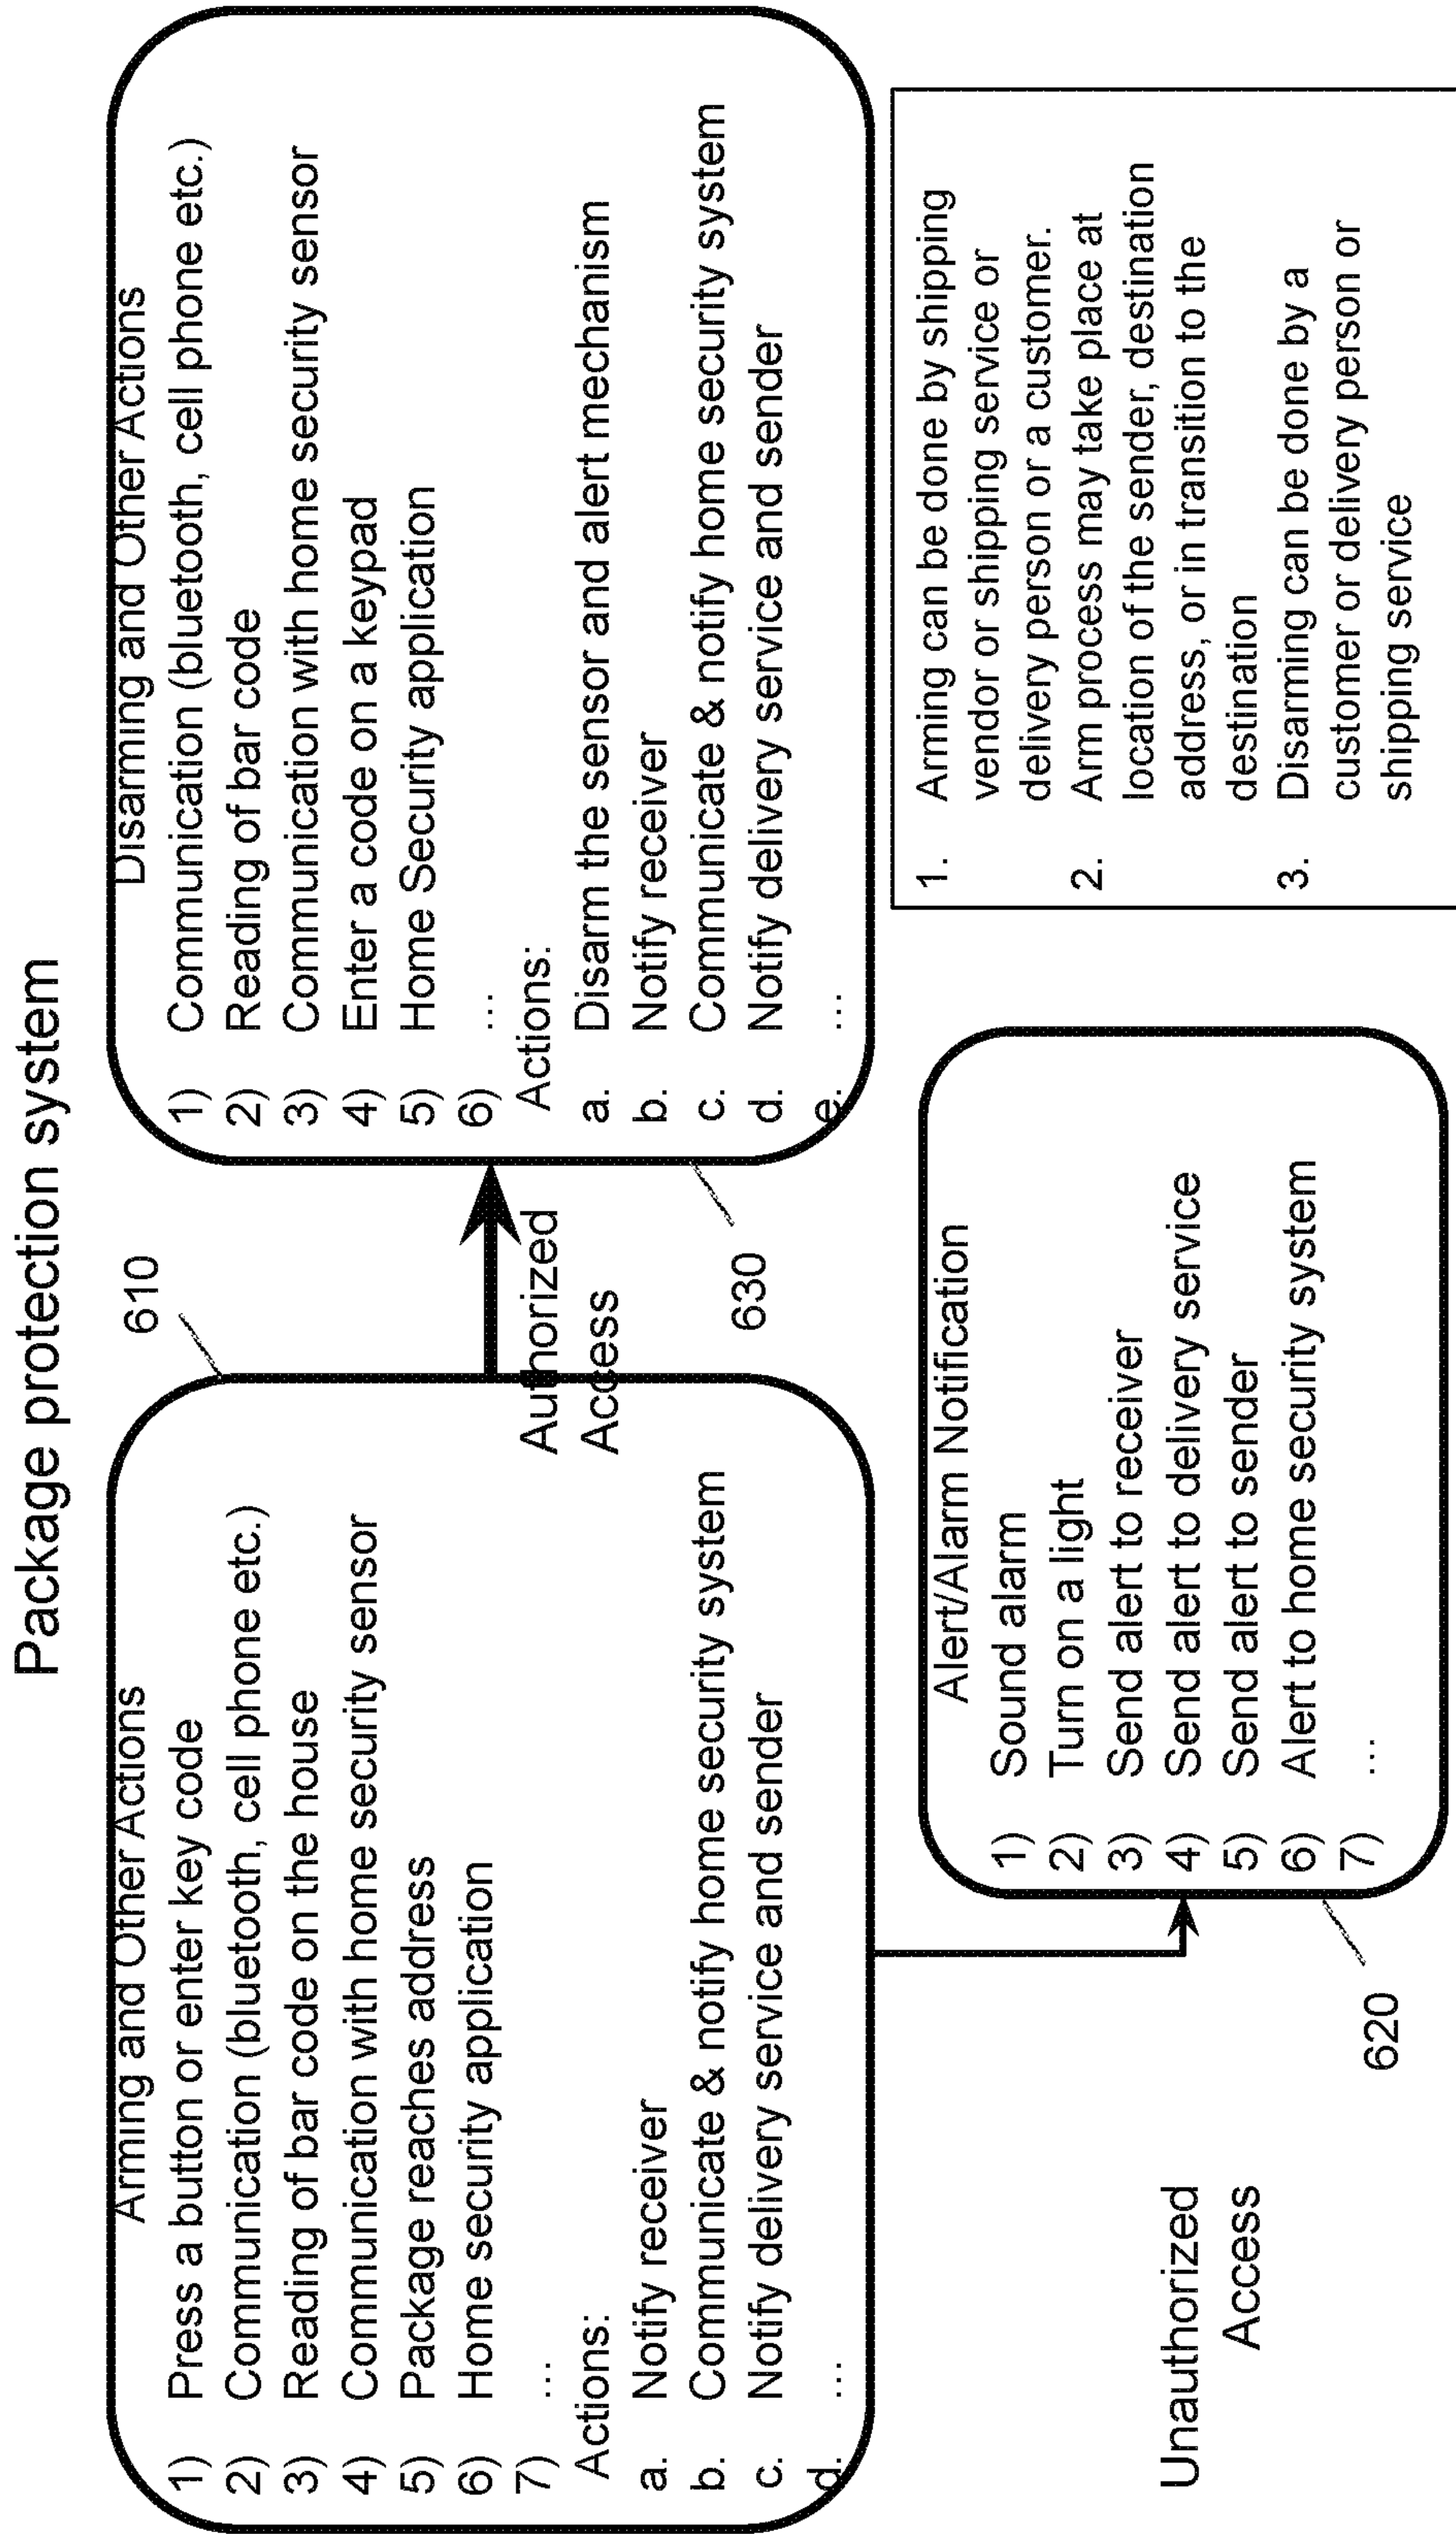 Package protection system
610
Arming and Other Actions
1) Press a button or enter key code
2) Communication (bluetooth, cell phone etc.)
3) Reading of bar code on the house
4) Communication with home security sensor
5) Package reaches address
6) Home security application
7) ...
Actions:
a. Notify receiver
b. Communicate & notify home security system
c. Notify delivery service and sender
d. ...
Authorized
Access
630
Disarming and Other Actions
1) Communication (bluetooth, cell phone etc.)
2) Reading of bar code
3) Communication with home security sensor
4) Enter a code on a keypad
5) Home Security application
6) ...
Actions:
a. Disarm the sensor and alert mechanism
b. Notify receiver
c. Communicate & notify home security system
d. Notify delivery service and sender
e. ...
Unauthorized
Access
620
Alert/Alarm Notification
1) Sound alarm
2) Turn on a light
3) Send alert to receiver
4) Send alert to delivery service
5) Send alert to sender
6) Alert to home security system
7) ...
1. Arming can be done by shipping
vendor or shipping service or
delivery person or a customer.
2. Arm process may take place at
location of the sender, destination
address, or in transition to the
destination
3. Disarming can be done by a
customer or delivery person or
shipping service